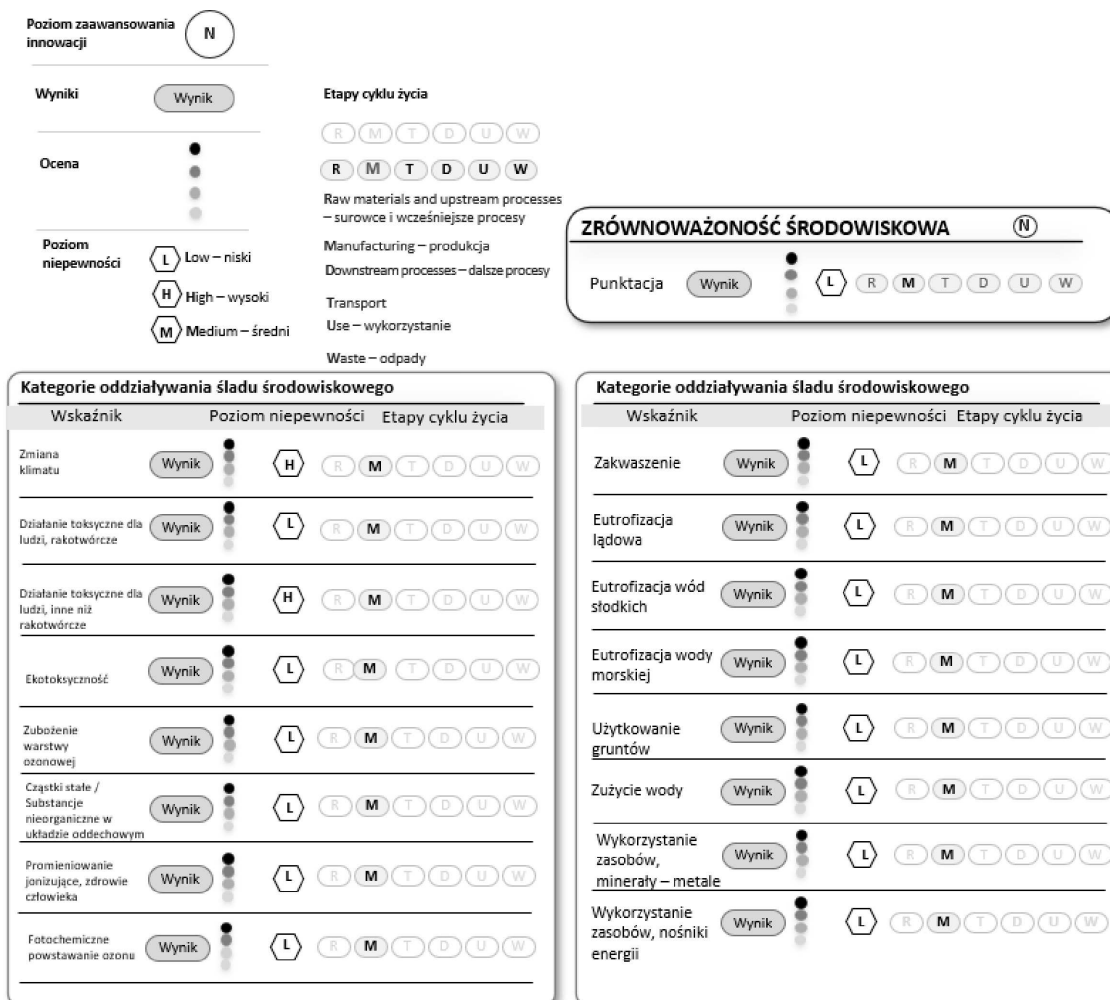 Poziom zaawansowania
innowacji
N
Wyniki
Wynik
Ocena
Poziom
niepewności
L Low – niski
H High – wysoki
M Medium – średni
Etapy cyklu życia
R M T D U W
R M T D U W
Raw materials and upstream processes
– surowce i wcześniejsze procesy
Manufacturing – produkcja
Downstream processes – dalsze procesy
Transport
Use – wykorzystanie
Waste – odpady
ZRÓWNOWAŻONOŚĆ ŚRODOWISKOWA N
Punktacja Wynik L R M T D U W
Kategorie oddziaływania śladu środowiskowego
Wskaźnik Poziom niepewności Etapy cyklu życia
Zmiana
klimatu
Wynik H R M T D U W
Działanie toksyczne dla
ludzi, rakotwórcze
Wynik L R M T D U W
Działanie toksyczne dla
ludzi, inne niż
rakotwórcze
Wynik H R M T D U W
Ekotoksyczność
Wynik L R M T D U W
Zubożenie
warstwy
ozonowej
Wynik L R M T D U W
Cząstki stałe /
Substancje
nieorganiczne w
układzie oddechowym
Wynik L R M T D U W
Promieniowanie
jonizujące, zdrowie
człowieka
Wynik L R M T D U W
Fotochemiczne
powstawanie ozonu
Wynik L R M T D U W
Kategorie oddziaływania śladu środowiskowego
Wskaźnik Poziom niepewności Etapy cyklu życia
Zakwaszenie Wynik L R M T D U W
Eutrofizacja
lądowa
Wynik L R M T D U W
Eutrofizacja wód
słodkich
Wynik L R M T D U W
Eutrofizacja wody
morskiej
Wynik L R M T D U W
Użytkowanie
gruntów
Wynik L R M T D U W
Zużycie wody Wynik L R M T D U W
Wykorzystanie
zasobów,
minerały – metale
Wynik L R M T D U W
Wykorzystanie
zasobów, nośniki
energii
Wynik L R M T D U W